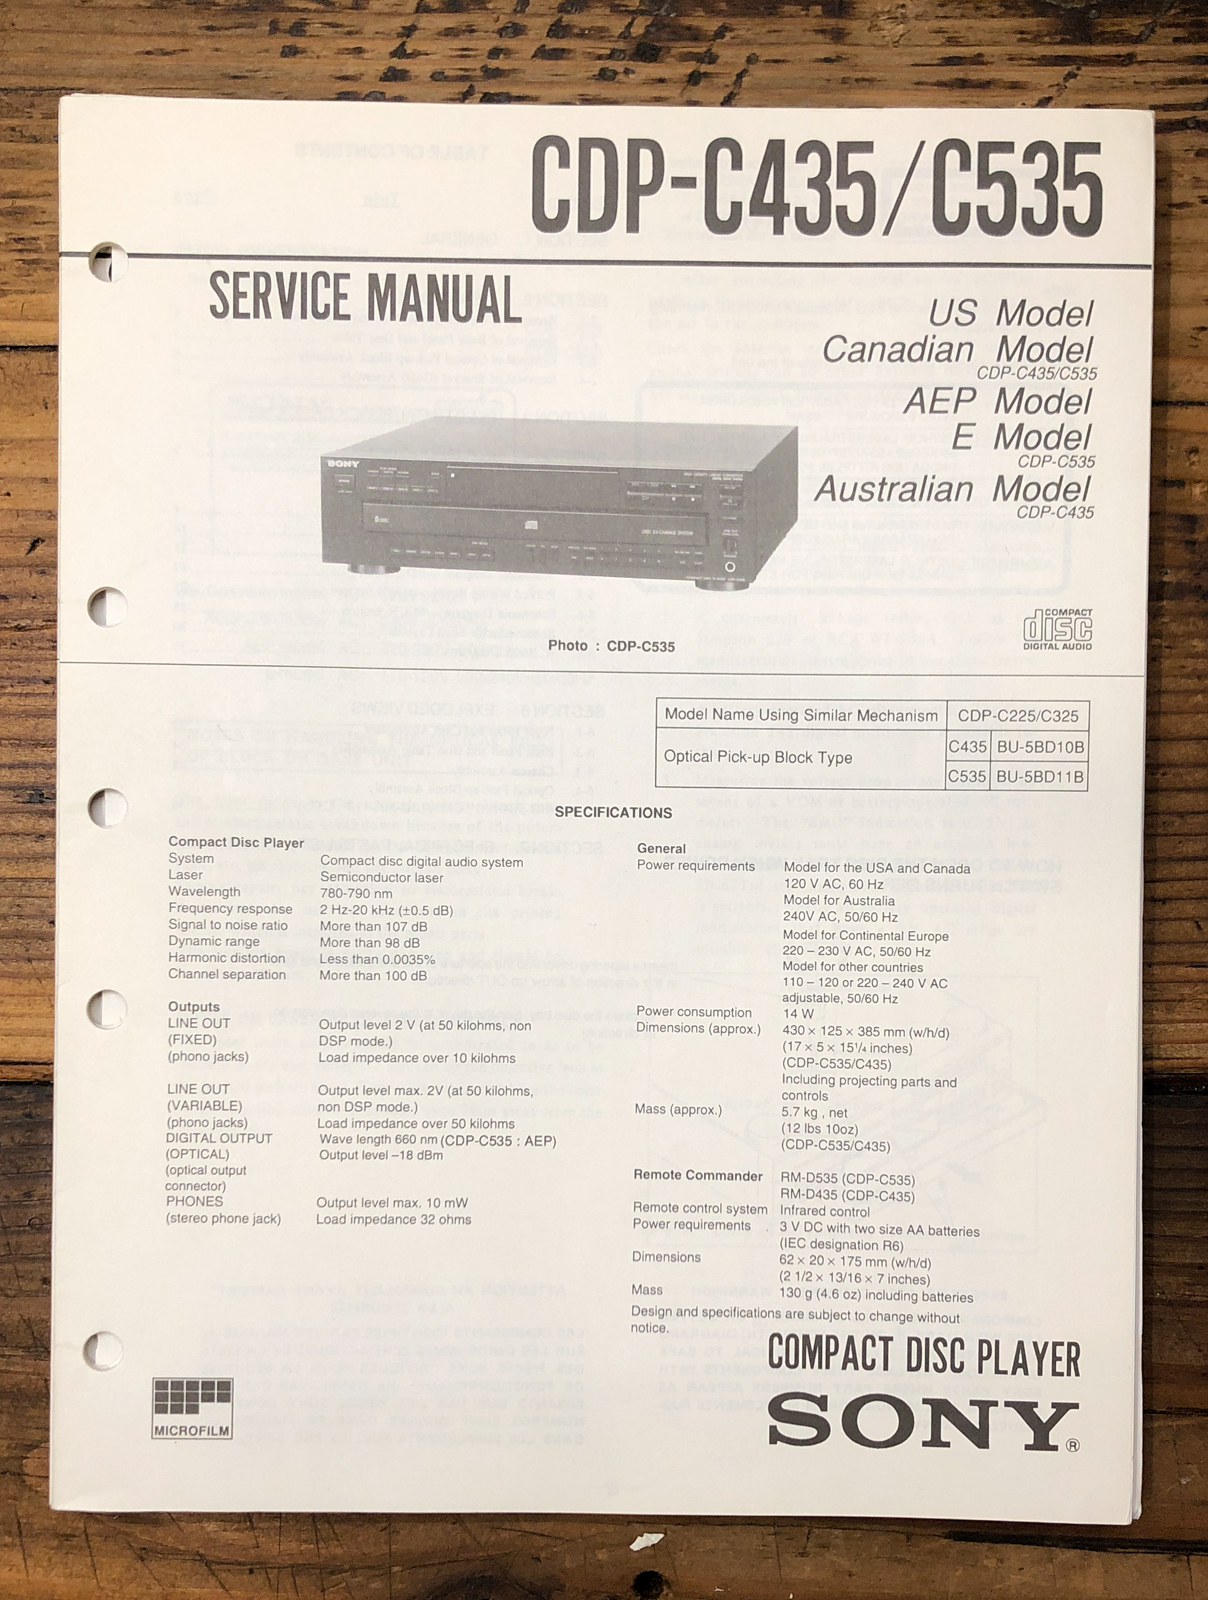 CDP-C435/C535
SERVICE MANUAL
US Model
Canadian Model
CDP-C435/C535
AEP Model
E Model
CDP-C535
Australian Model
CDP-C435
SONY
COMPACT
disc
DIGITAL AUDIO
Photo : CDP-C535
Model Name Using Similar Mechanism CDP-C225/C325
Optical Pick-up Block Type
C435 BU-5BD10B
C535 BU-5BD11B
SPECIFICATIONS
Compact Disc Player
System Compact disc digital audio system
Laser Semiconductor laser
Wavelength 780-790 nm
Frequency response 2 Hz-20 kHz (±0.5 dB)
Signal to noise ratio More than 107 dB
Dynamic range More than 98 dB
Harmonic distortion Less than 0.0035%
Channel separation More than 100 dB
Outputs
LINE OUT Output level 2 V (at 50 kilohms, non
(FIXED) DSP mode.)
(phono jacks) Load impedance over 10 kilohms
LINE OUT Output level max. 2V (at 50 kilohms,
(VARIABLE) non DSP mode.)
(phono jacks) Load impedance over 50 kilohms
DIGITAL OUTPUT Wave length 660 nm (CDP-C535 : AEP)
(OPTICAL) Output level –18 dBm
(optical output
connector)
PHONES Output level max. 10 mW
(stereo phone jack) Load impedance 32 ohms
General
Power requirements Model for the USA and Canada
120 V AC, 60 Hz
Model for Australia
240V AC, 50/60 Hz
Model for Continental Europe
220 – 230 V AC, 50/60 Hz
Model for other countries
110 – 120 or 220 – 240 V AC
adjustable, 50/60 Hz
Power consumption 14 W
Dimensions (approx.) 430 × 125 × 385 mm (w/h/d)
(17 × 5 × 15¼ inches)
(CDP-C535/C435)
Including projecting parts and
controls
Mass (approx.) 5.7 kg , net
(12 lbs 10oz)
(CDP-C535/C435)
Remote Commander RM-D535 (CDP-C535)
RM-D435 (CDP-C435)
Remote control system Infrared control
Power requirements . 3 V DC with two size AA batteries
(IEC designation R6)
Dimensions 62 × 20 × 175 mm (w/h/d)
(2 1/2 × 13/16 × 7 inches)
Mass 130 g (4.6 oz) including batteries
Design and specifications are subject to change without
notice.
COMPACT DISC PLAYER
SONY®
MICROFILM